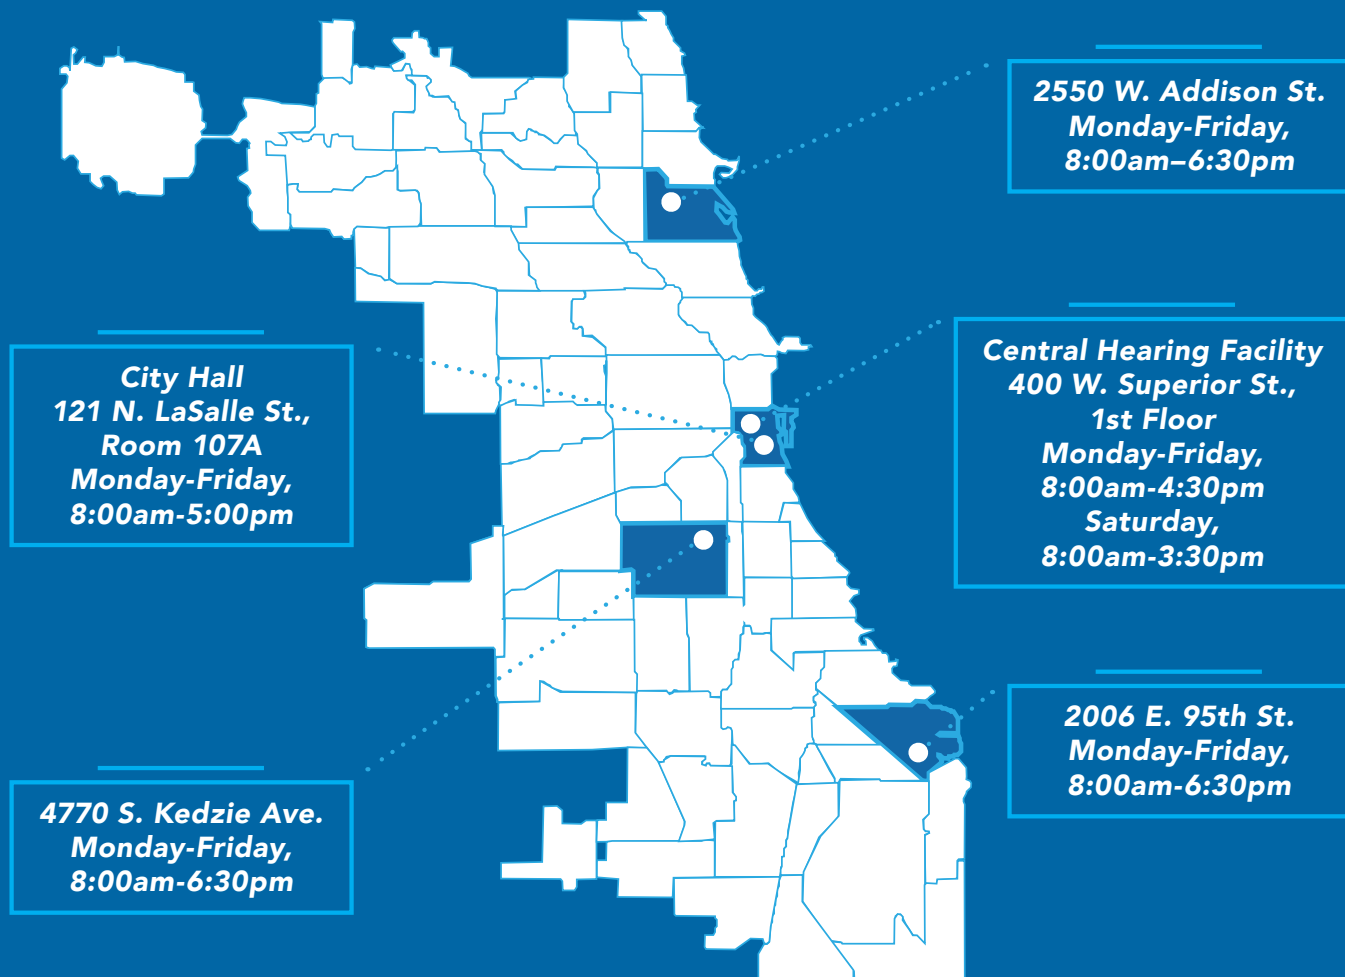 2550 W. Addison St.
Monday-Friday,
8:00am–6:30pm
City Hall
121 N. LaSalle St.,
Room 107A
Monday-Friday,
8:00am-5:00pm
Central Hearing Facility
400 W. Superior St.,
1st Floor
Monday-Friday,
8:00am-4:30pm
Saturday,
8:00am-3:30pm
4770 S. Kedzie Ave.
Monday-Friday,
8:00am-6:30pm
2006 E. 95th St.
Monday-Friday,
8:00am-6:30pm